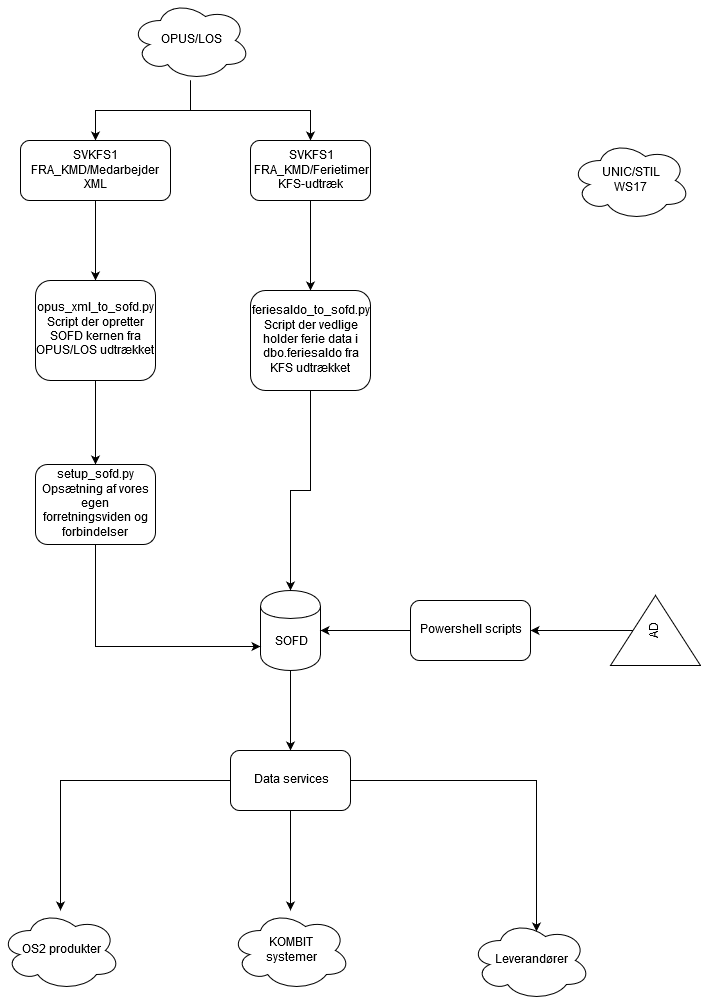 OPUS/LOS
SVKFS1
FRA_KMD/Medarbejder
XML
SVKFS1
FRA_KMD/Ferietimer
KFS-udtræk
UNIC/STIL
WS17
opus_xml_to_sofd.py
Script der opretter
SOFD kernen fra
OPUS/LOS udtrækket
feriesaldo_to_sofd.py
Script der vedlige
holder ferie data i
dbo.feriesaldo fra
KFS udtrækket
setup_sofd.py
Opsætning af vores
egen
forretningsviden og
forbindelser
SOFD
Powershell scripts
AD
Data services
OS2 produkter
KOMBIT
systemer
Leverandører